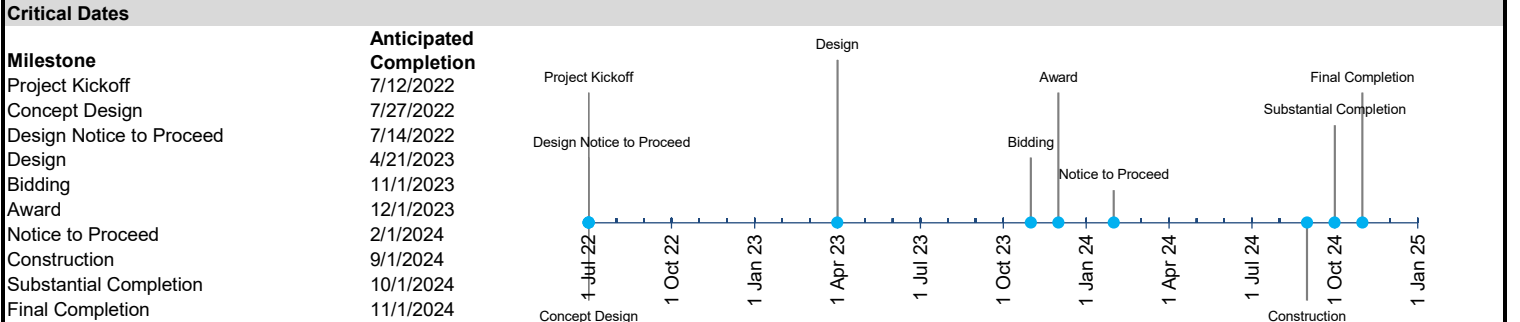 Critical Dates
Milestone Anticipated Completion
Project Kickoff 7/12/2022
Concept Design 7/27/2022
Design Notice to Proceed 7/14/2022
Design 4/21/2023
Bidding 11/1/2023
Award 12/1/2023
Notice to Proceed 2/1/2024
Construction 9/1/2024
Substantial Completion 10/1/2024
Final Completion 11/1/2024
Design
Project Kickoff
Award
Final Completion
Substantial Completion
Design Notice to Proceed
Bidding
Notice to Proceed
1 Jul 22
1 Oct 22
1 Jan 23
1 Apr 23
1 Jul 23
1 Oct 23
1 Jan 24
1 Apr 24
1 Jul 24
1 Oct 24
1 Jan 25
Concept Design
Construction